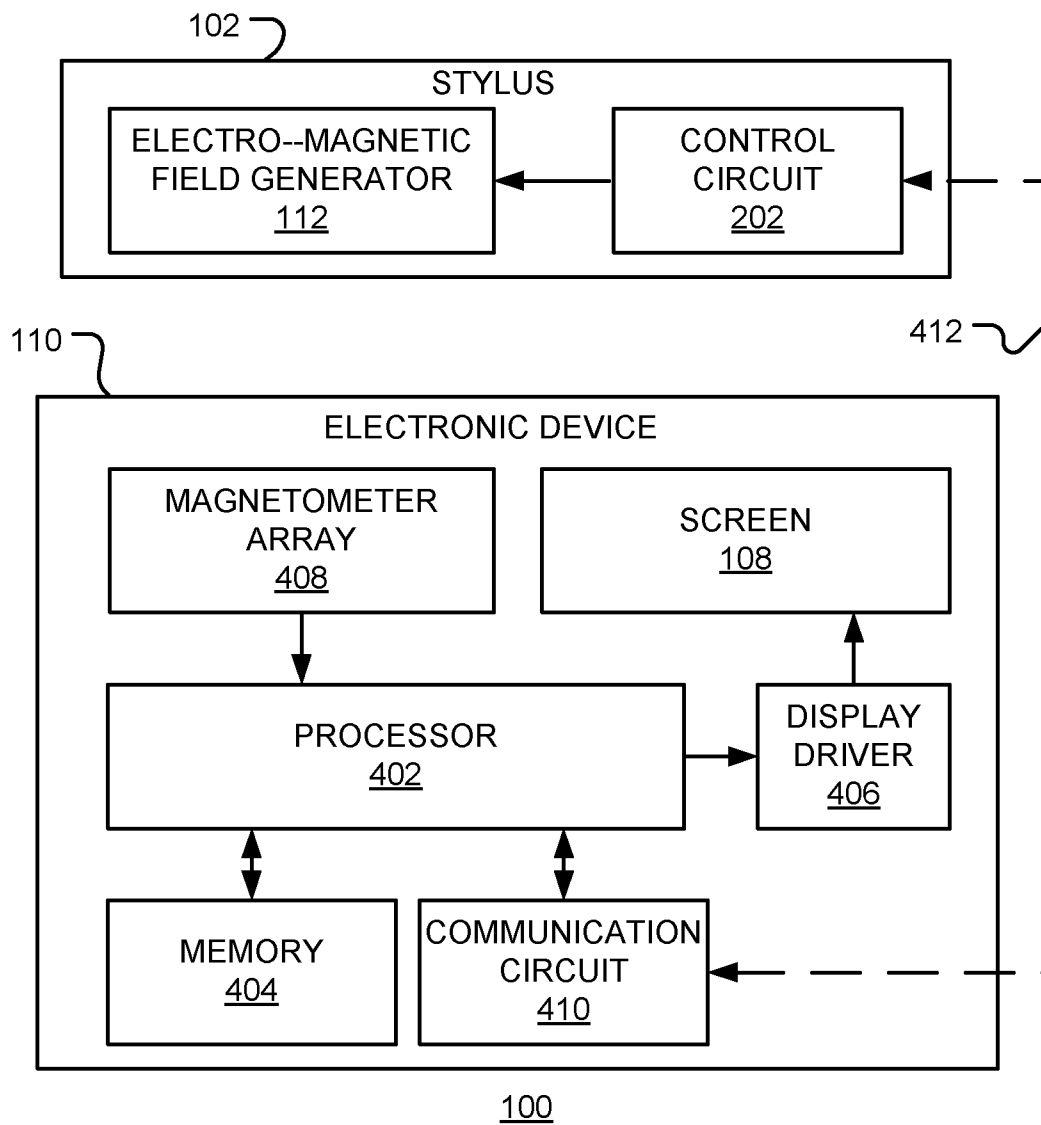 102
STYLUS
ELECTRO--MAGNETIC
FIELD GENERATOR
112
CONTROL
CIRCUIT
202
110
412
ELECTRONIC DEVICE
MAGNETOMETER
ARRAY
408
SCREEN
108
PROCESSOR
402
DISPLAY
DRIVER
406
MEMORY
404
COMMUNICATION
CIRCUIT
410
100